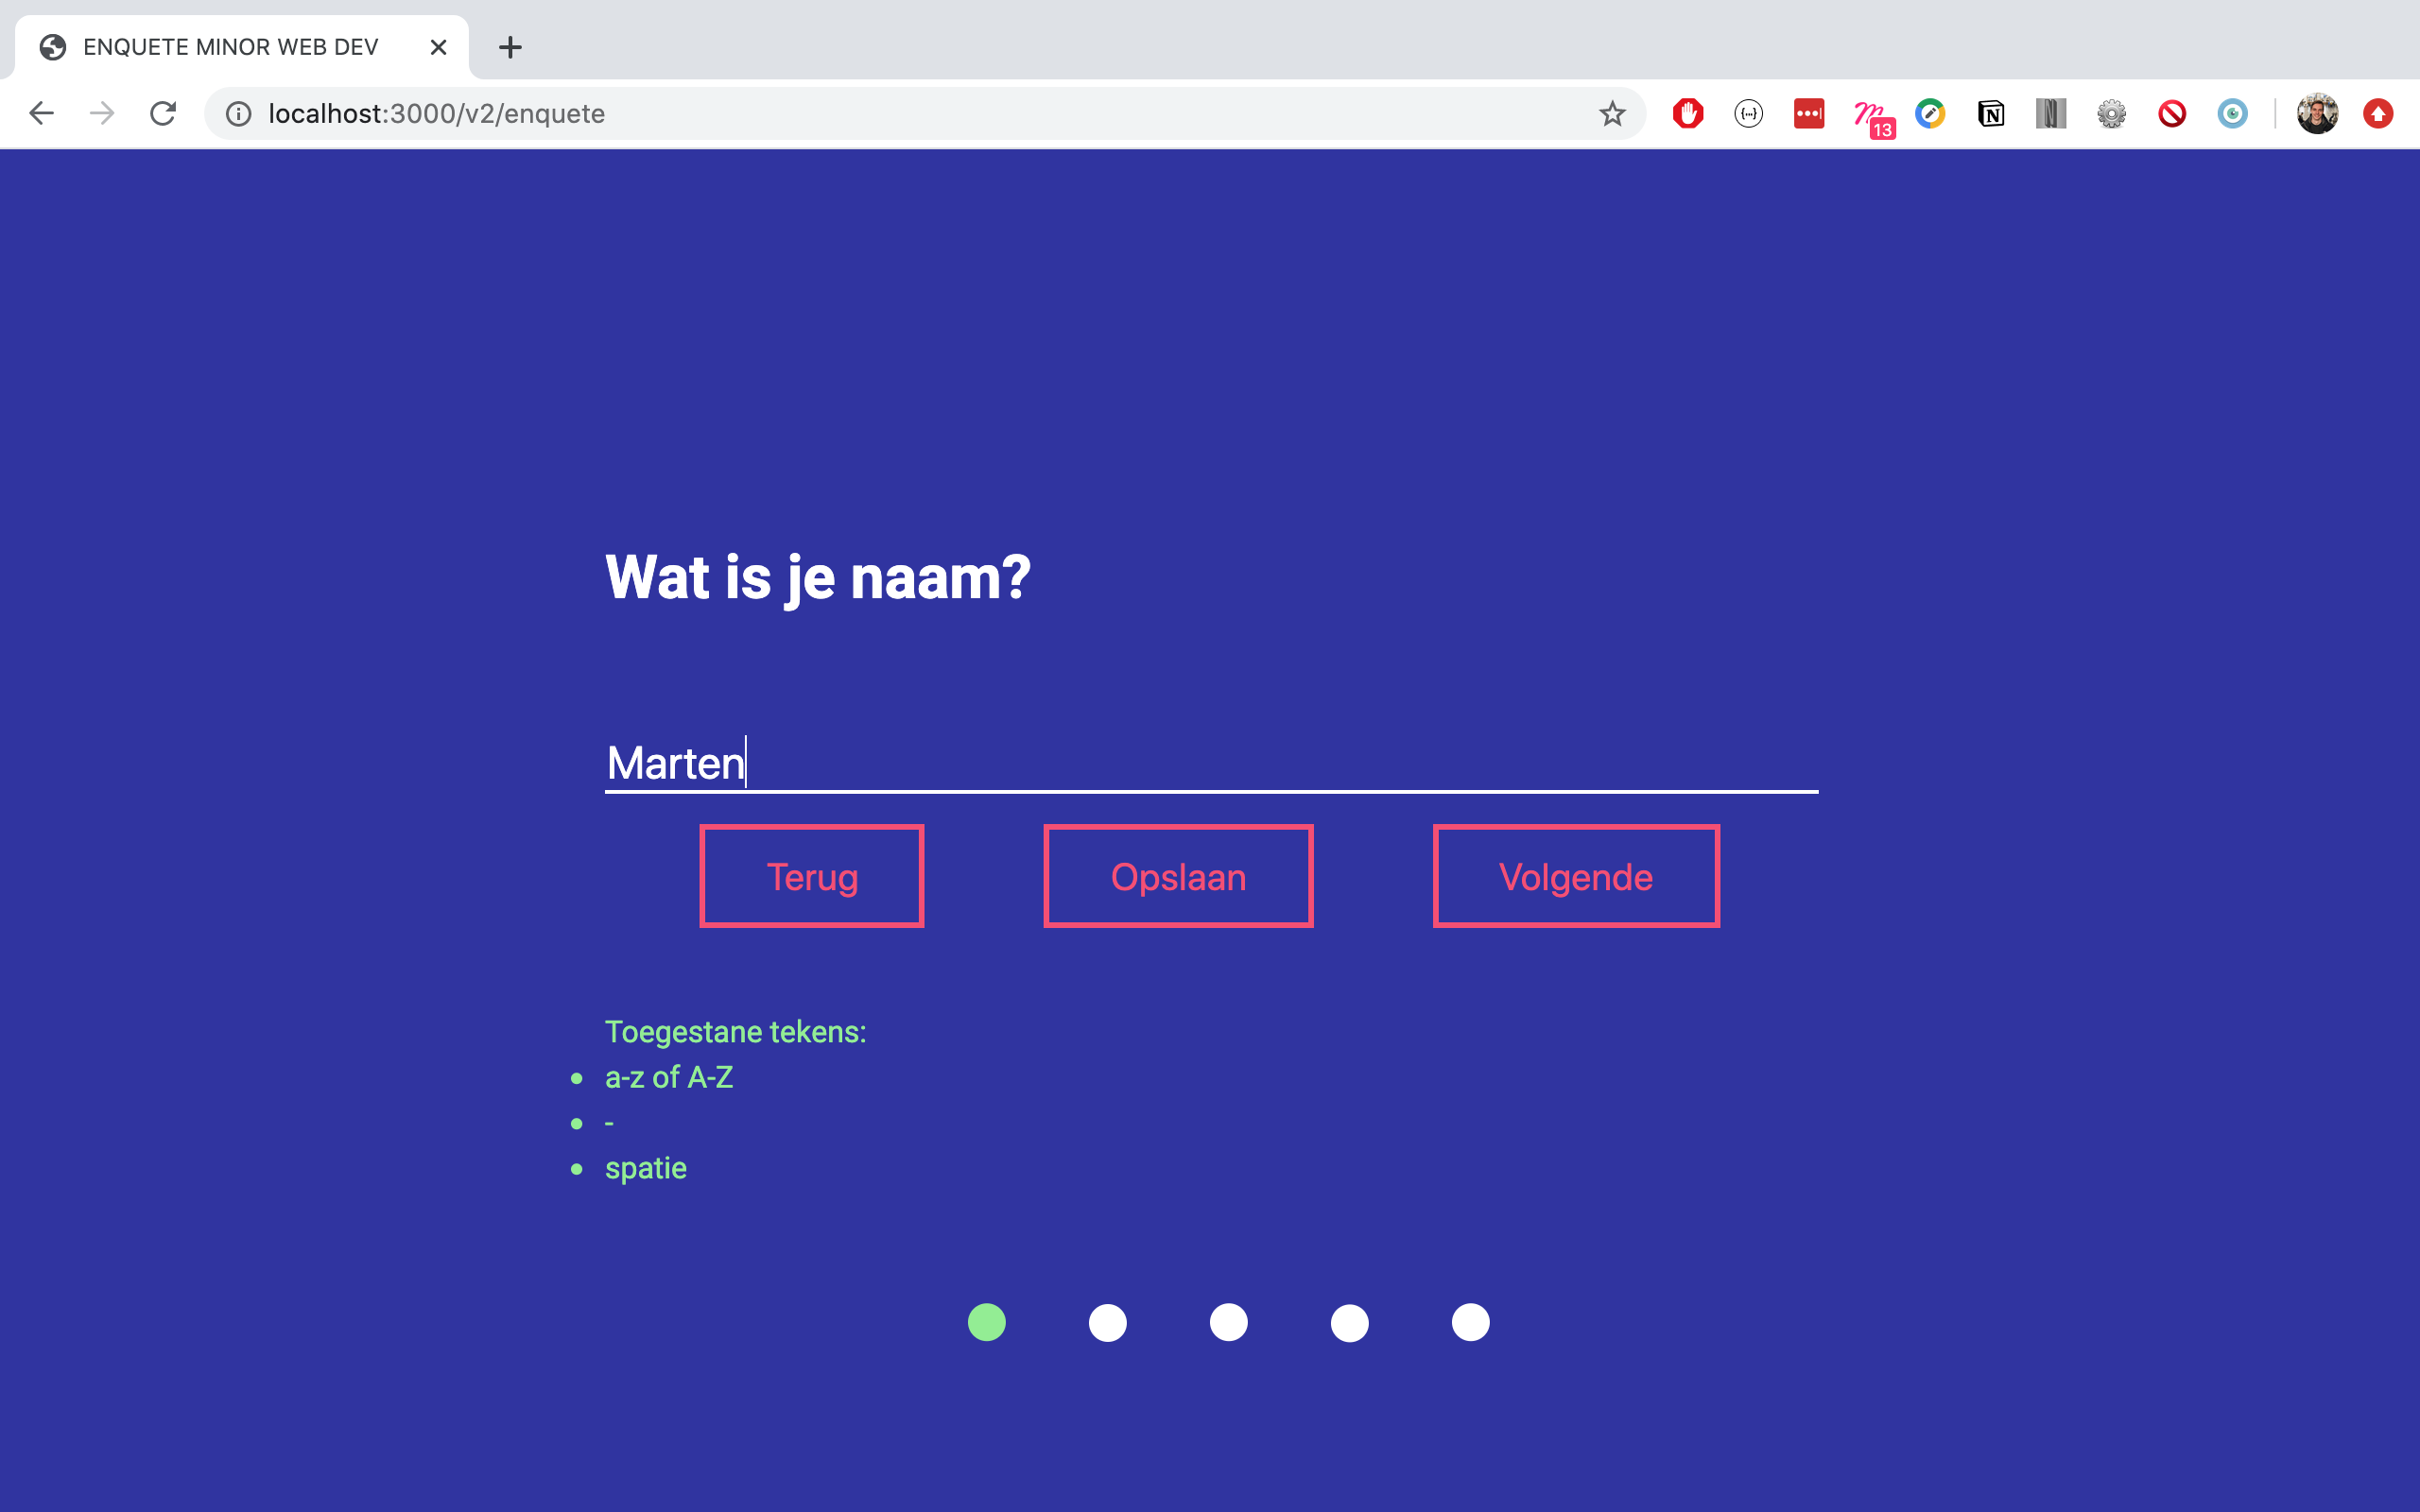 ENQUETE MINOR WEB DEV
localhost:3000/v2/enquete
13
Wat is je naam?
Marten
Terug
Opslaan
Volgende
Toegestane tekens:
a-z of A-Z
-
spatie